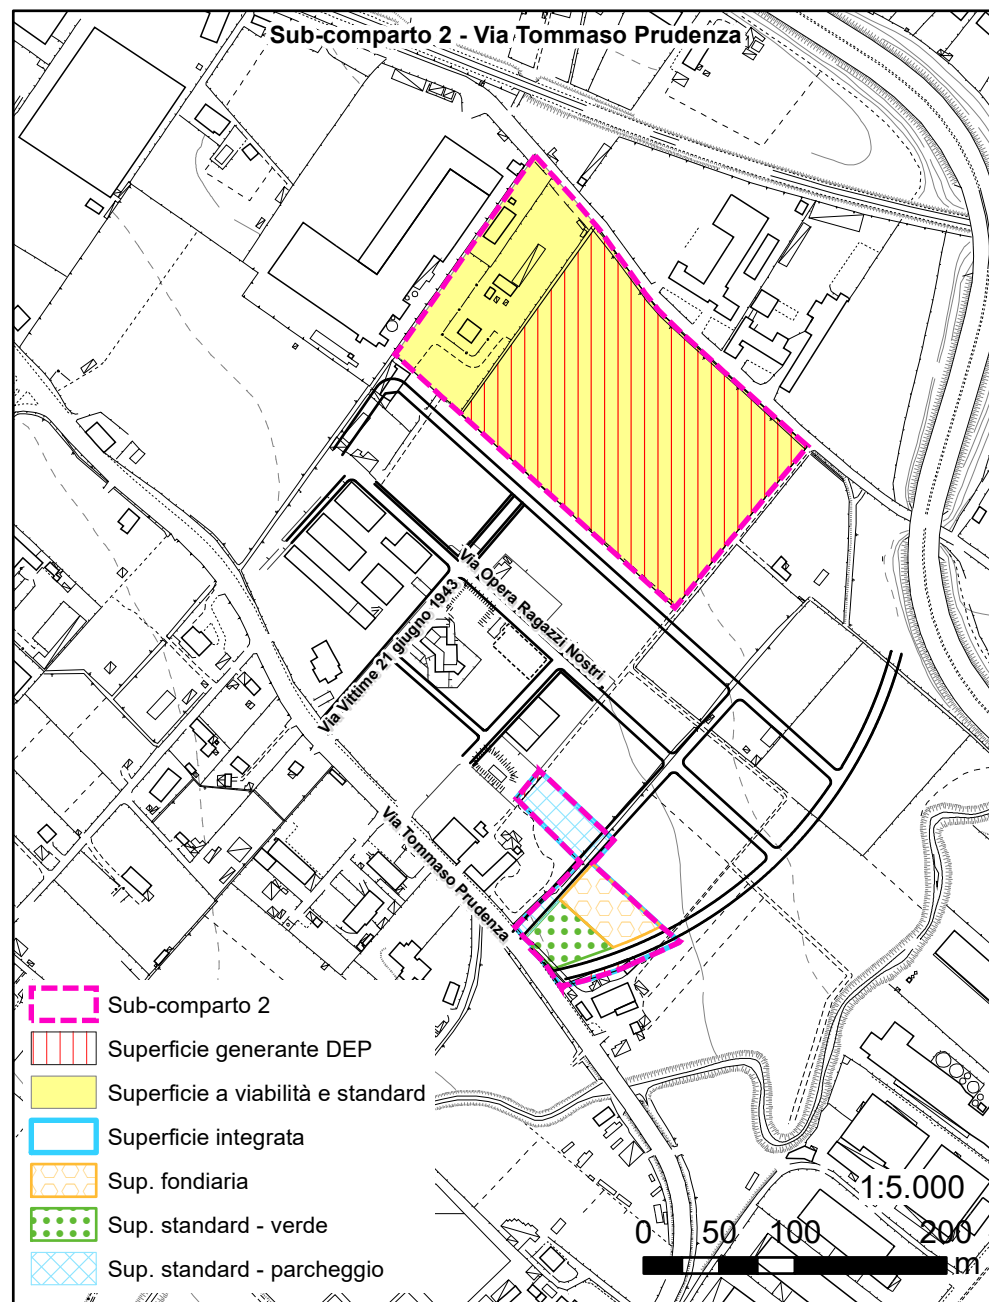 Sub-comparto 2 - Via Tommaso Prudenza
Via Opera Ragazzi Nostri
Via Vittime 21 giugno 1943
Via Tommaso Prudenza
Sub-comparto 2
Superficie generante DEP
Superficie a viabilità e standard
Superficie integrata
Sup. fondiaria
Sup. standard - verde
Sup. standard - parcheggio
1:5.000
0 50 100 200
m